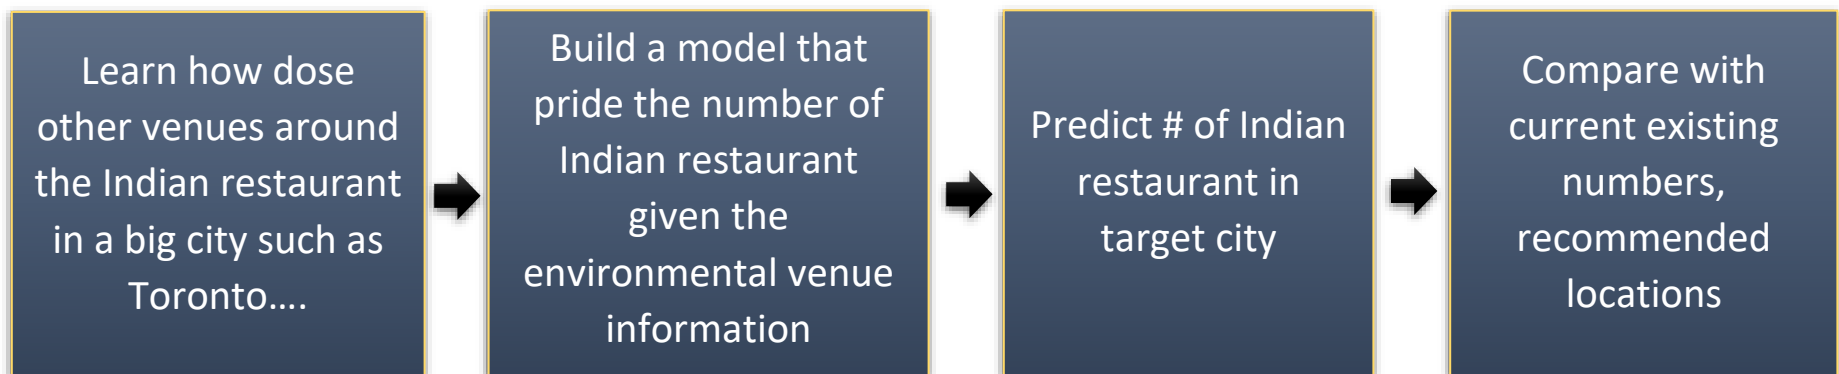 Learn how dose
other venues around
the Indian restaurant
in a big city such as
Toronto....
Build a model that
pride the number of
Indian restaurant
given the
environmental venue
information
Predict # of Indian
restaurant in
target city
Compare with
current existing
numbers,
recommended
locations